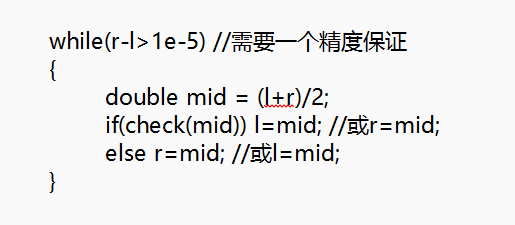 while(r-l>1e-5) //需要一个精度保证
{
double mid = (l+r)/2;
if(check(mid)) l=mid; //或r=mid;
else r=mid; //或l=mid;
}